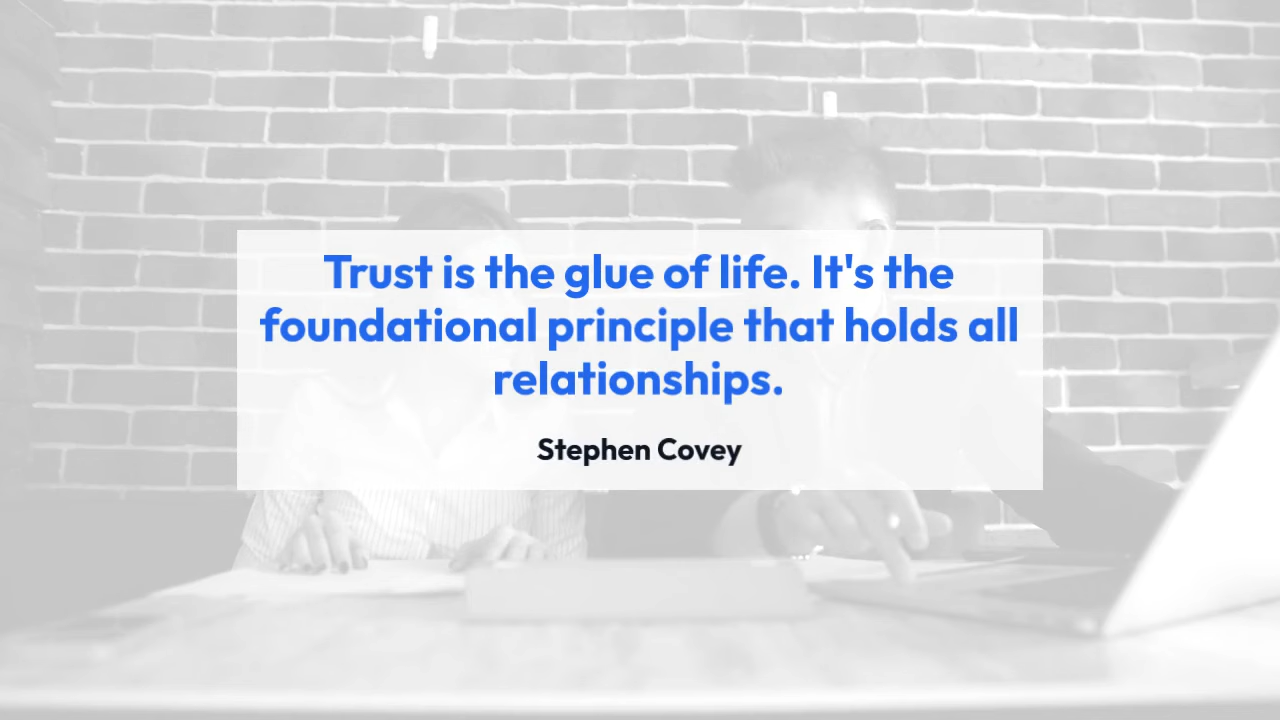 Trust is the glue of life. It's the
foundational principle that holds all
relationships.
Stephen Covey